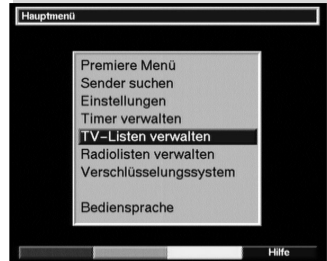 Hauptmenü
Premiere Menü
Sender suchen
Einstellungen
Timer verwalten
TV-Listen verwalten
Radiolisten verwalten
Verschlüsselungssystem
Bediensprache
Hilfe